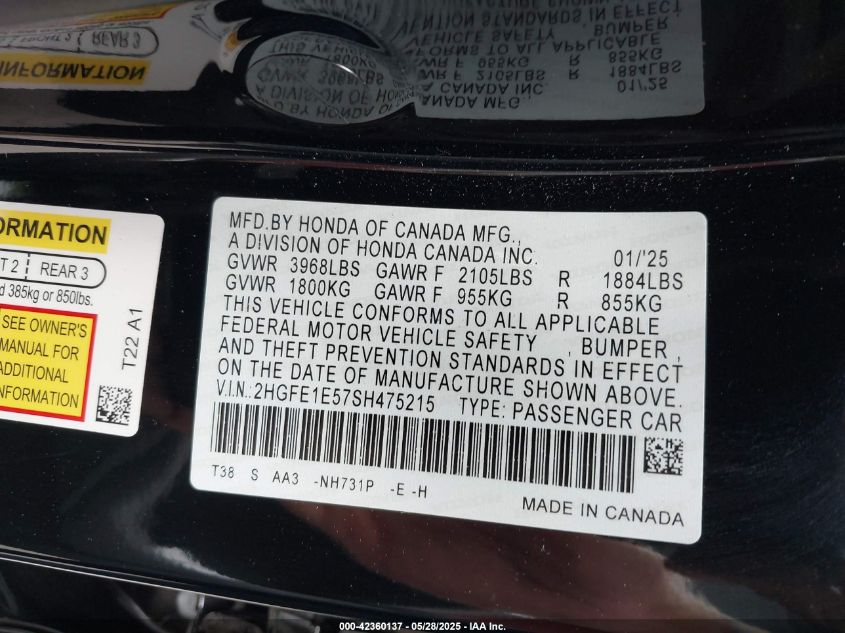 MFD.BY HONDA OF CANADA MFG.,
A DIVISION OF HONDA CANADA INC. 01/'25
GVWR 3968LBS GAWR F 2105LBS R 1884LBS
GVWR 1800KG GAWR F 955KG R 855KG
THIS VEHICLE CONFORMS TO ALL APPLICABLE
FEDERAL MOTOR VEHICLE SAFETY , BUMPER ,
AND THEFT PREVENTION STANDARDS IN EFFECT
ON THE DATE OF MANUFACTURE SHOWN ABOVE.
V.I.N.:2HGFE1E57SH475215 TYPE: PASSENGER CAR
T38 S AA3 -NH731P -E -H
MADE IN CANADA
ORMATION
T 2 REAR 3
d 385kg or 850lbs.
SEE OWNER'S
MANUAL FOR
ADDITIONAL
INFORMATION
T22 A1
000-42360137 - 05/28/2025 - IAA Inc.